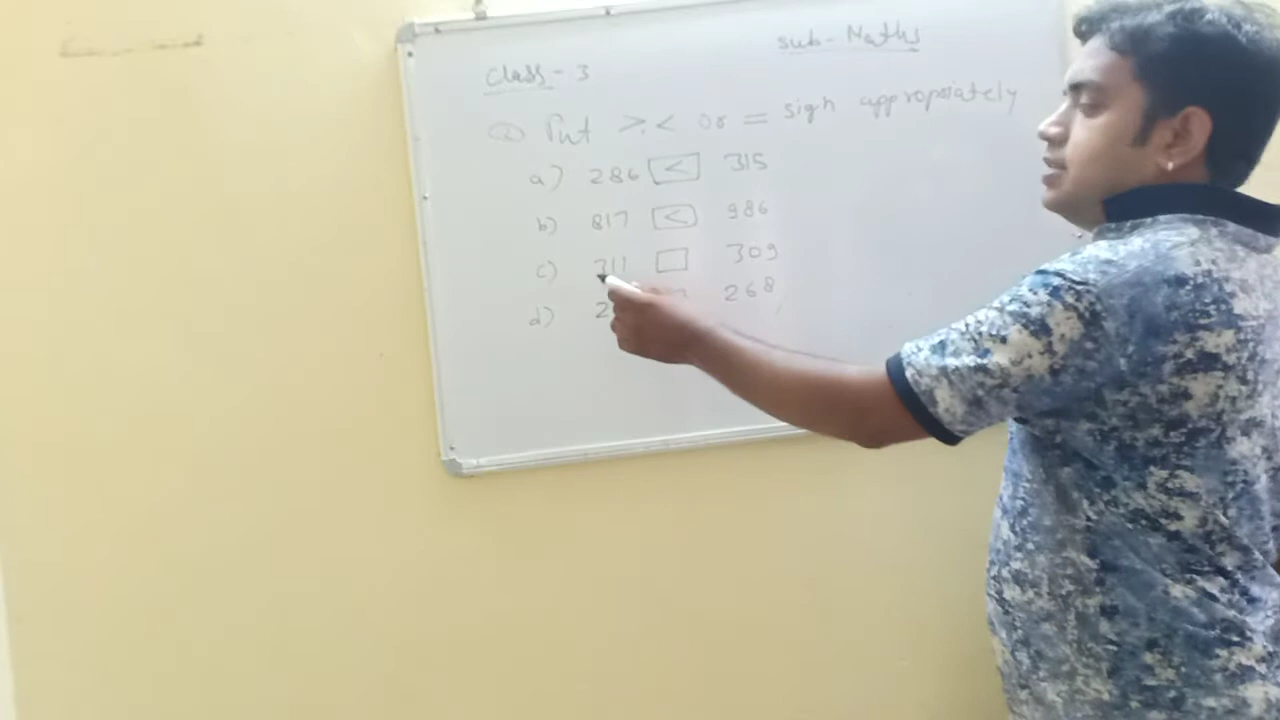 sub-Maths
Class-3
Q Put >, < or = sign appropriately
a) 286 < 315
b) 817 < 986
c) 311 309
d) 268